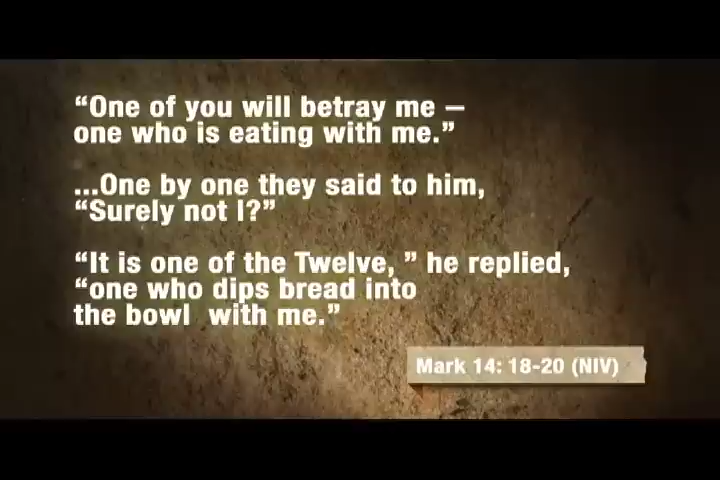 “One of you will betray me –
one who is eating with me.”
...One by one they said to him,
“Surely not I?”
“It is one of the Twelve, ” he replied,
“one who dips bread into
the bowl  with me.”
Mark 14: 18-20 (NIV)